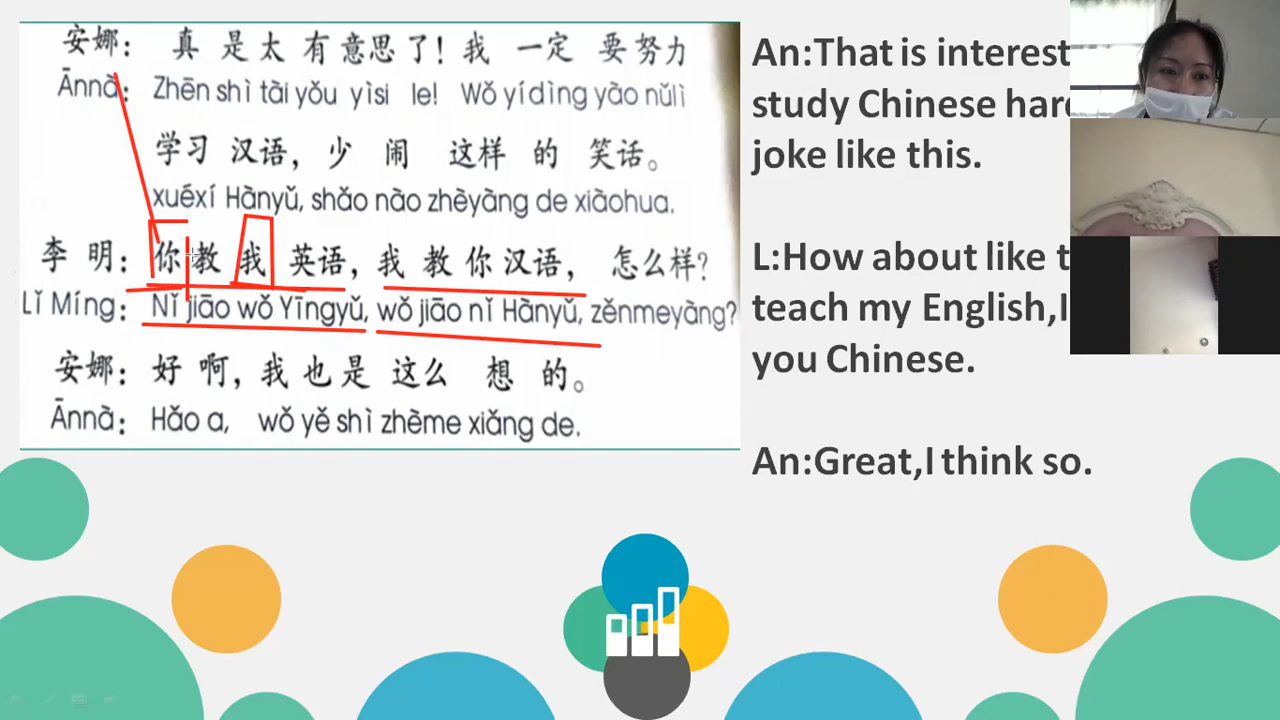 安娜：真是太有意思了！我一定要努力
Ānnà: Zhēn shì tài yǒu yìsi le! Wǒ yídìng yào nǔlì
学习汉语，少闹这样的笑话。
xuéxí Hànyǔ, shǎo nào zhèyàng de xiàohua.
李明：你教我英语，我教你汉语，怎么样？
Lǐ Míng: Nǐ jiāo wǒ Yīngyǔ, wǒ jiāo nǐ Hànyǔ, zěnmeyàng?
安娜：好啊，我也是这么想的。
Ānnà: Hǎo a, wǒ yě shì zhème xiǎng de.
An:That is interest
study Chinese hard
joke like this.
L:How about like t
teach my English,I
you Chinese.
An:Great,I think so.